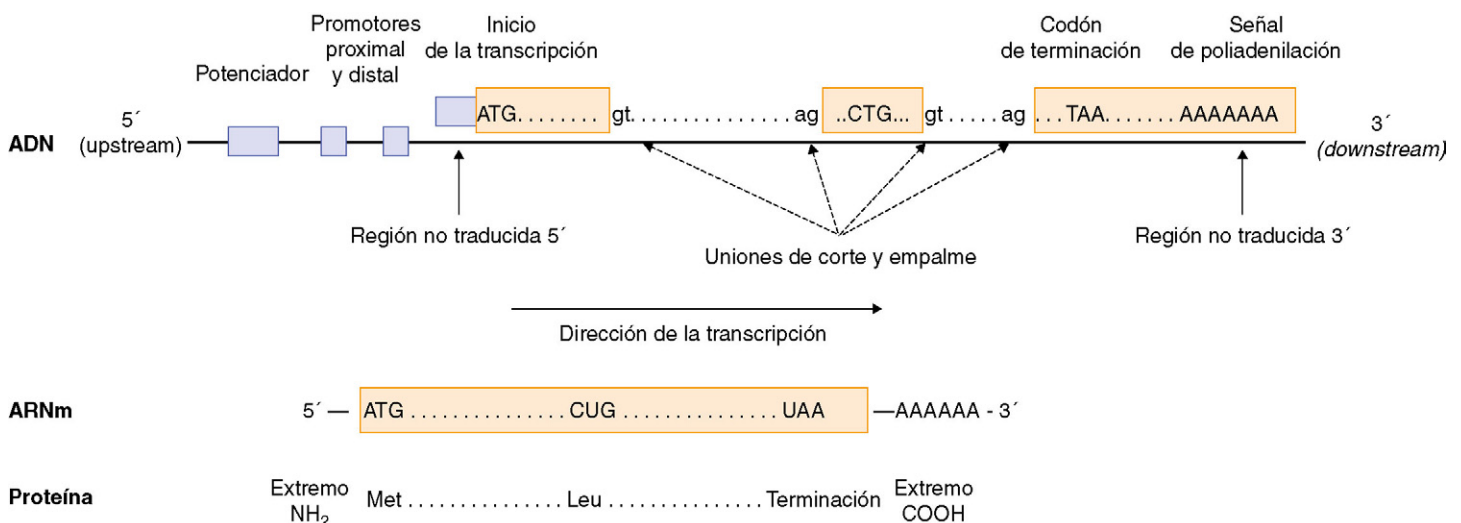 Promotores
proximal
y distal
Inicio
de la transcripción
Codón
de terminación
Señal
de poliadenilación
Potenciador
ADN
5´
(upstream)
ATG........ gt...............ag ..CTG... gt.....ag ...TAA.......AAAAAAA
3´
(downstream)
Región no traducida 5´
Uniones de corte y empalme
Región no traducida 3´
Dirección de la transcripción
ARNm 5´ — ATG...............CUG...............UAA —AAAAAA - 3´
Proteína
Extremo
NH₂
Met...............Leu...............Terminación
Extremo
COOH